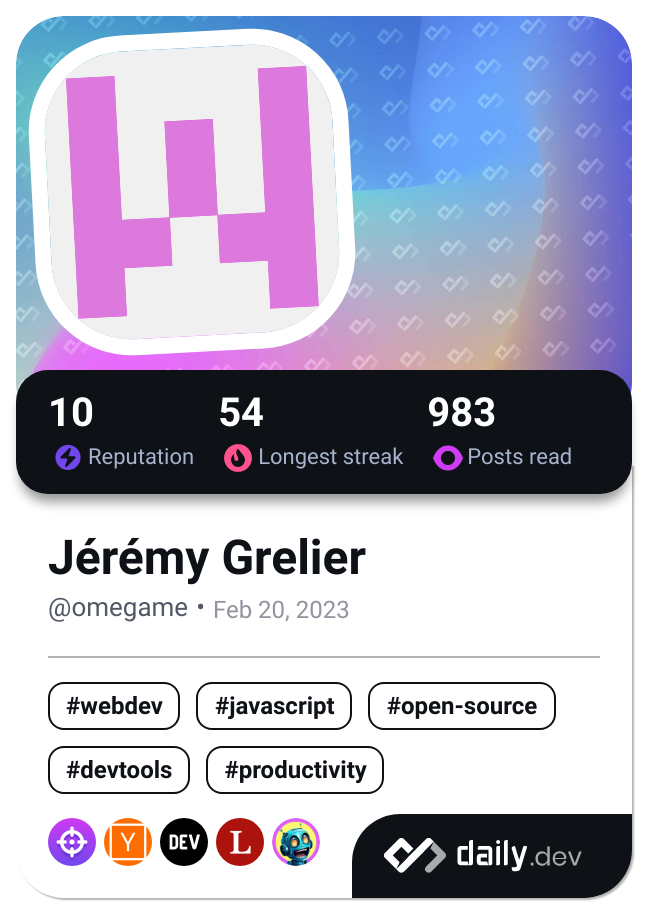 10 54 983
Reputation Longest streak Posts read
Jérémy Grelier
@omegame • Feb 20, 2023
#webdev #javascript #open-source
#devtools #productivity
Y DEV L daily.dev